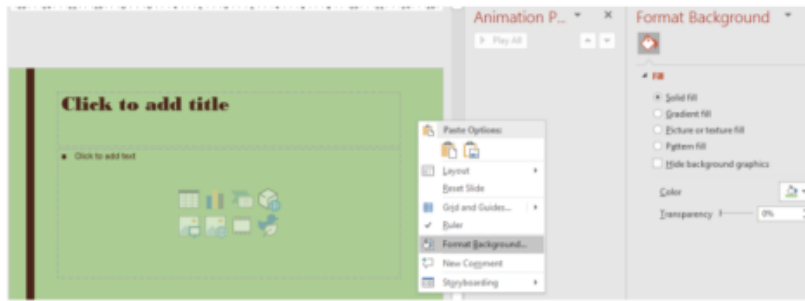 Animation P...
Play All
Format Background
Fill
Solid fill
Gradient fill
Picture or texture fill
Pattern fill
Hide background graphics
Color
Transparency
0%
Click to add title
Click to add text
Paste Options:
Layout
Reset Slide
Grid and Guides...
Ruler
Format Background...
New Comment
Storyboarding